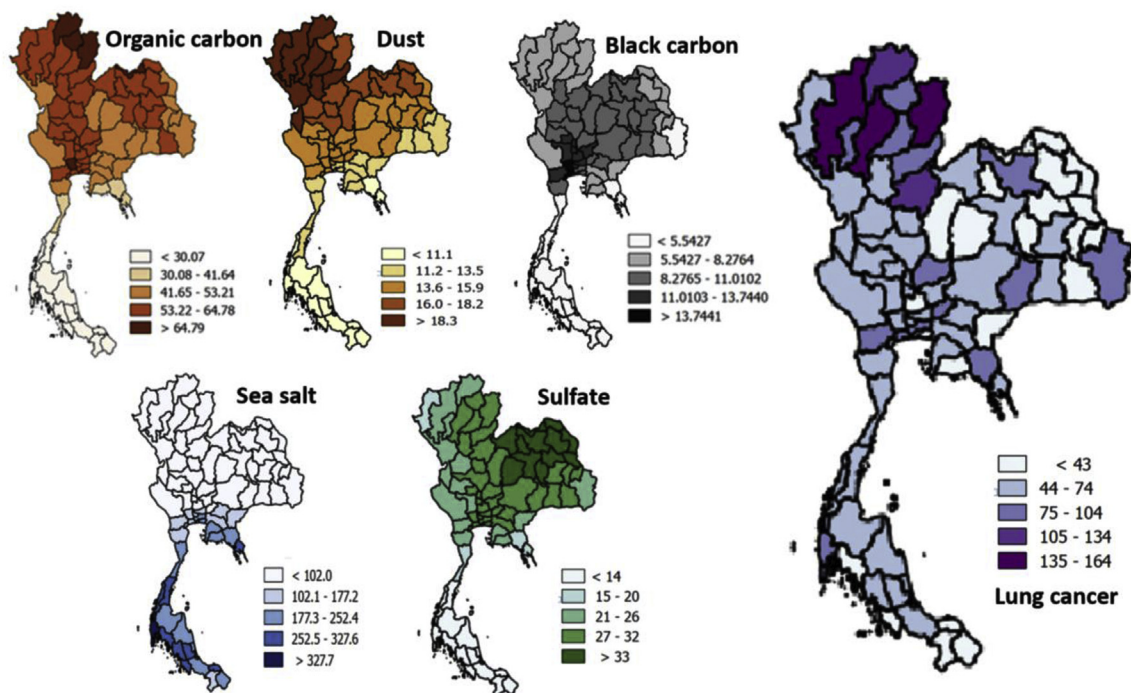 Organic carbon
< 30.07
30.08 - 41.64
41.65 - 53.21
53.22 - 64.78
> 64.79
Dust
< 11.1
11.2 - 13.5
13.6 - 15.9
16.0 - 18.2
> 18.3
Black carbon
< 5.5427
5.5427 - 8.2764
8.2765 - 11.0102
11.0103 - 13.7440
> 13.7441
Sea salt
< 102.0
102.1 - 177.2
177.3 - 252.4
252.5 - 327.6
> 327.7
Sulfate
< 14
15 - 20
21 - 26
27 - 32
> 33
< 43
44 - 74
75 - 104
105 - 134
135 - 164
Lung cancer